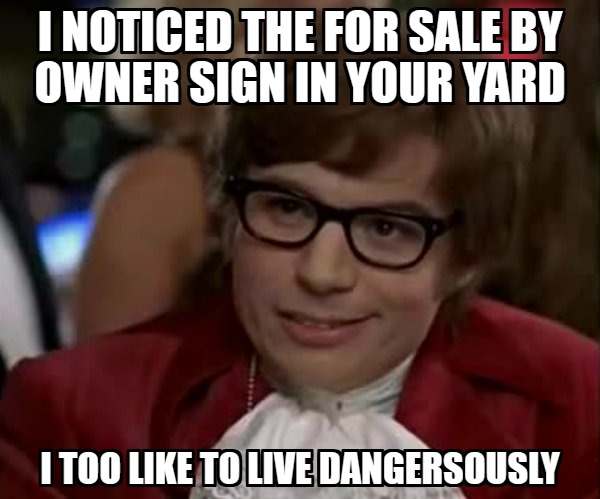 I NOTICED THE FOR SALE BY
OWNER SIGN IN YOUR YARD
I TOO LIKE TO LIVE DANGERSOUSLY